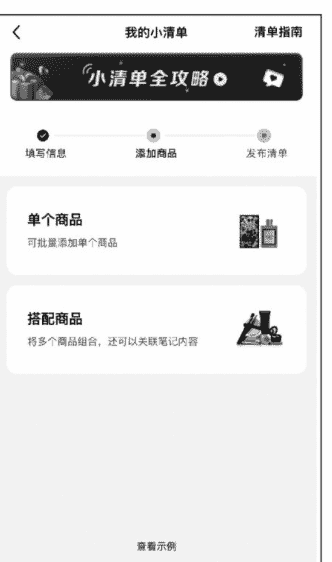 我的小清单
清单指南
小清单全攻略
填写信息
添加商品
发布清单
单个商品
可批量添加单个商品
搭配商品
将多个商品组合，还可以关联笔记内容
查看示例